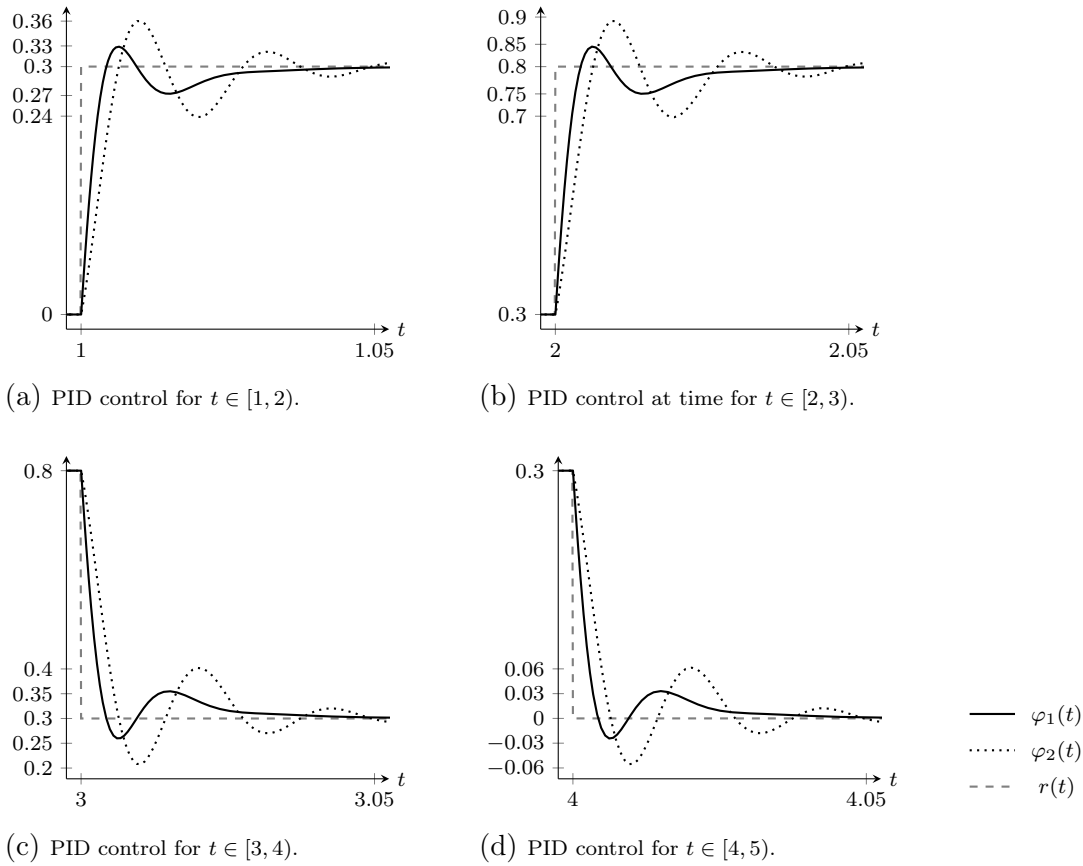 0.36
0.33
0.3
0.27
0.24
0
1
1.05
t
(a) PID control for t ∈ [1, 2).
0.9
0.85
0.8
0.75
0.7
0.3
2
2.05
t
(b) PID control at time for t ∈ [2, 3).
0.8
0.4
0.35
0.3
0.25
0.2
3
3.05
t
(c) PID control for t ∈ [3, 4).
0.3
0.06
0.03
0
−0.03
−0.06
4
4.05
t
(d) PID control for t ∈ [4, 5).
φ₁(t)
φ₂(t)
r(t)